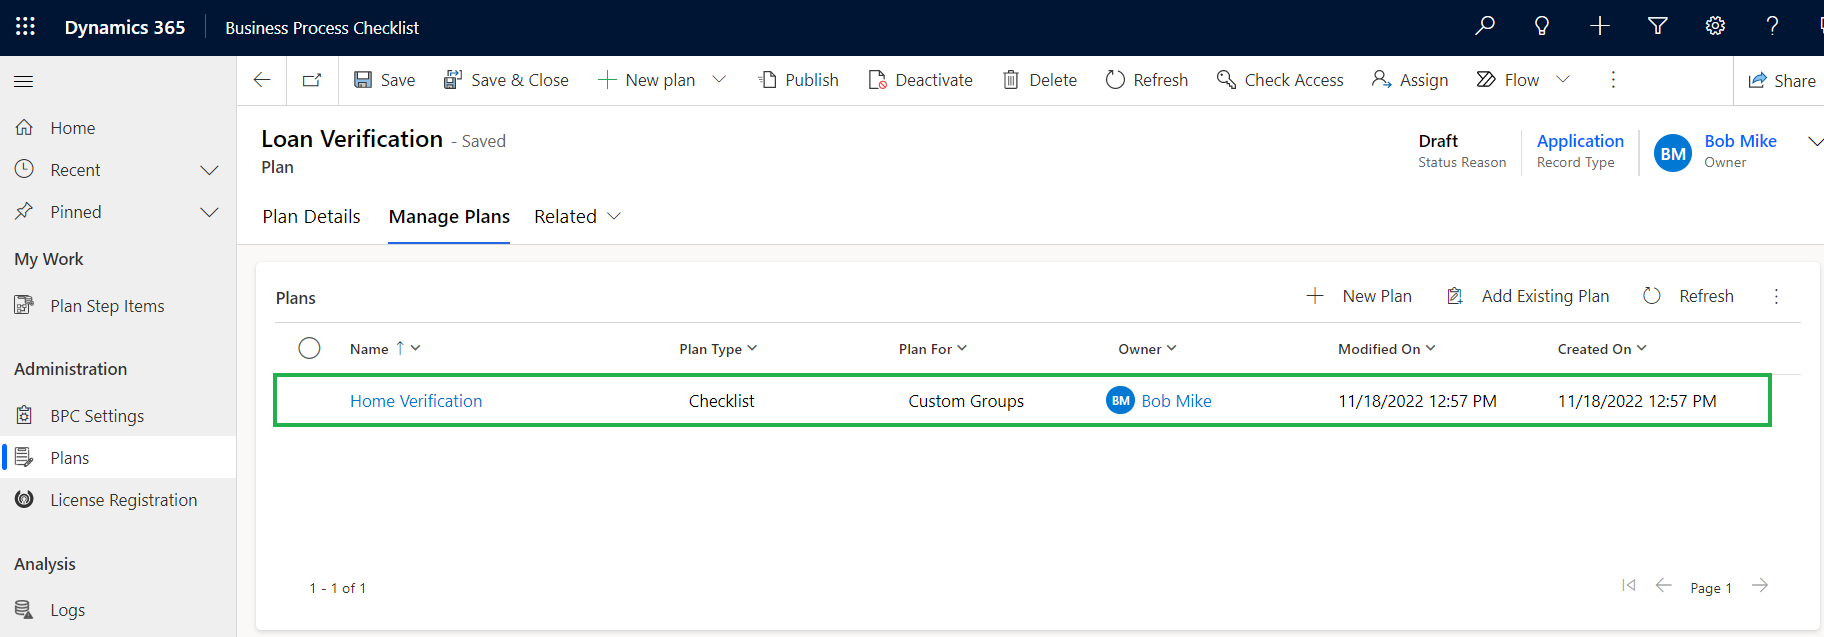 Dynamics 365 Business Process Checklist
Save Save & Close New plan Publish Deactivate Delete Refresh Check Access Assign Flow Share
Home
Recent
Pinned
My Work
Plan Step Items
Administration
BPC Settings
Plans
License Registration
Analysis
Logs
Loan Verification - Saved
Plan
Draft
Status Reason
Application
Record Type
BM
Bob Mike
Owner
Plan Details Manage Plans Related
Plans
New Plan Add Existing Plan Refresh
Name Plan Type Plan For Owner Modified On Created On
Home Verification Checklist Custom Groups BM Bob Mike 11/18/2022 12:57 PM 11/18/2022 12:57 PM
1 - 1 of 1
Page 1